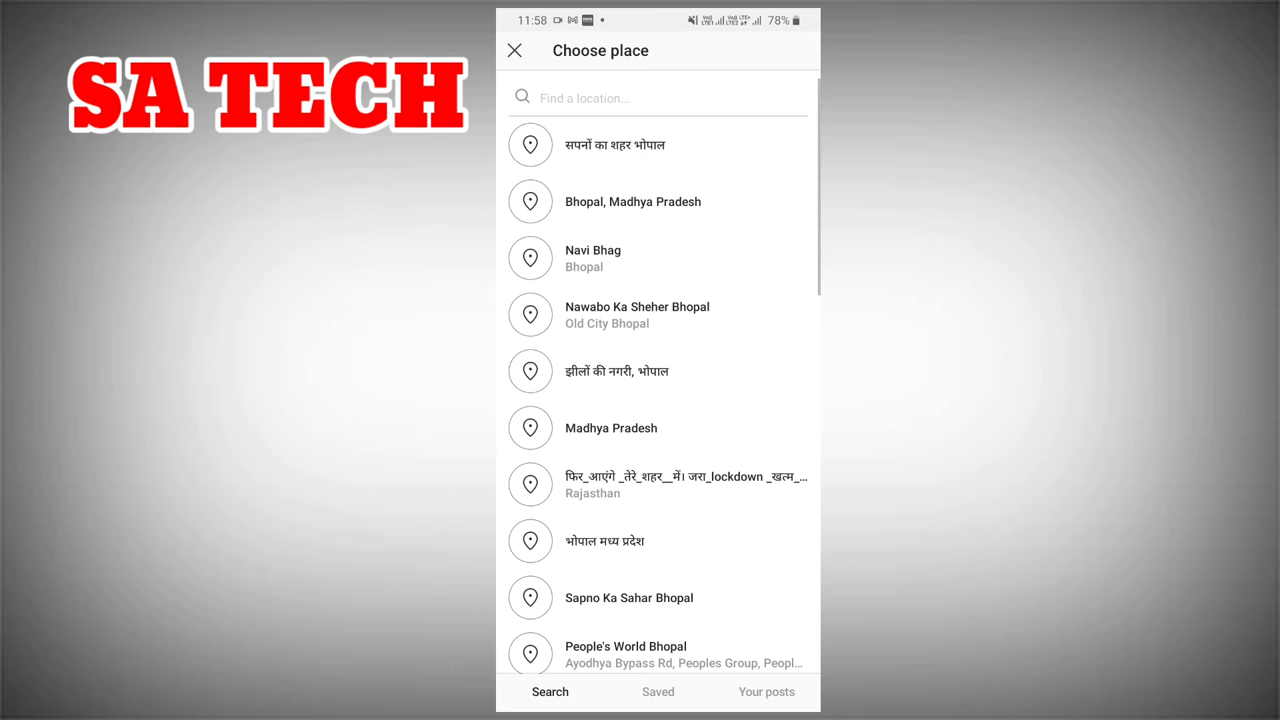 SA TECH
11:58
78%
Choose place
Find a location...
सपनों का शहर भोपाल
Bhopal, Madhya Pradesh
Navi Bhag
Bhopal
Nawabo Ka Sheher Bhopal
Old City Bhopal
झीलों की नगरी, भोपाल
Madhya Pradesh
फिर_आएंगे _तेरे_शहर__में। जरा_lockdown _खत्म_...
Rajasthan
भोपाल मध्य प्रदेश
Sapno Ka Sahar Bhopal
People's World Bhopal
Ayodhya Bypass Rd, Peoples Group, Peopl...
Search
Saved
Your posts